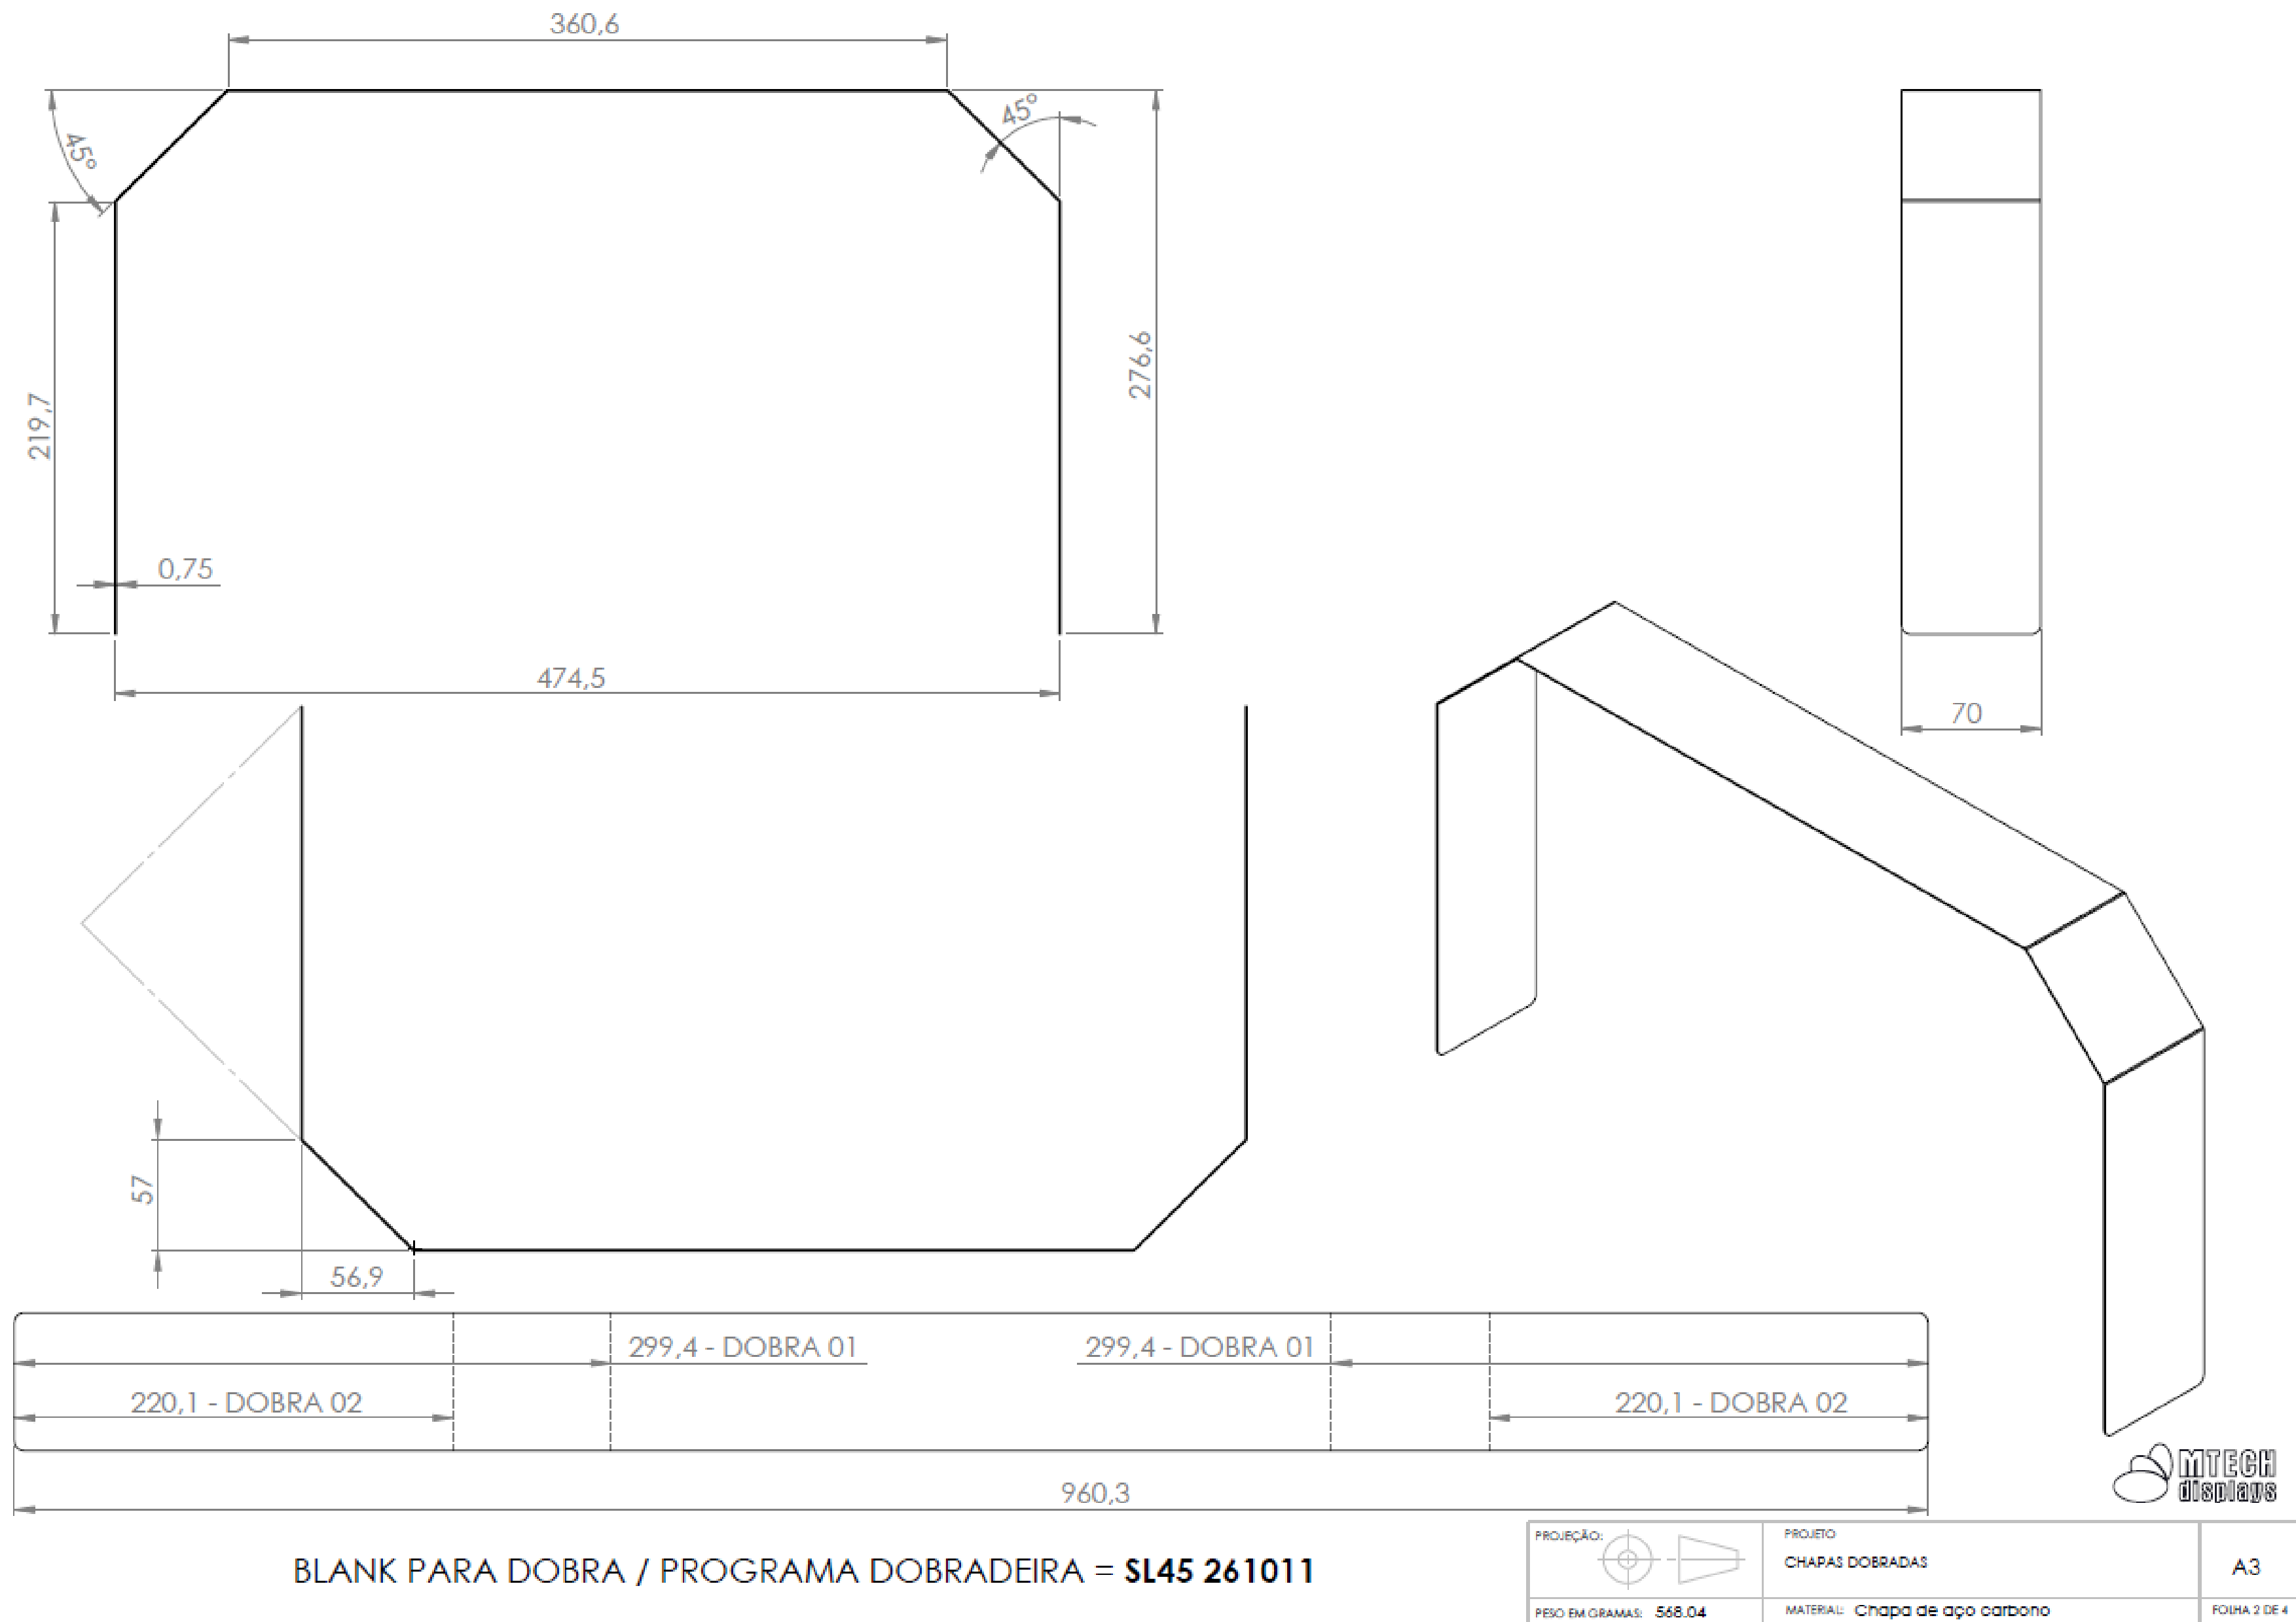 360,6
45°
45°
276,6
219,7
0,75
474,5
70
57
56,9
299,4 - DOBRA 01
299,4 - DOBRA 01
220,1 - DOBRA 02
220,1 - DOBRA 02
960,3
MTECH
displays
BLANK PARA DOBRA / PROGRAMA DOBRADEIRA = SL45 261011
PROJEÇÃO:
PROJETO
CHAPAS DOBRADAS
A3
PESO EM GRAMAS: 568.04
MATERIAL: Chapa de aço carbono
FOLHA 2 DE 4